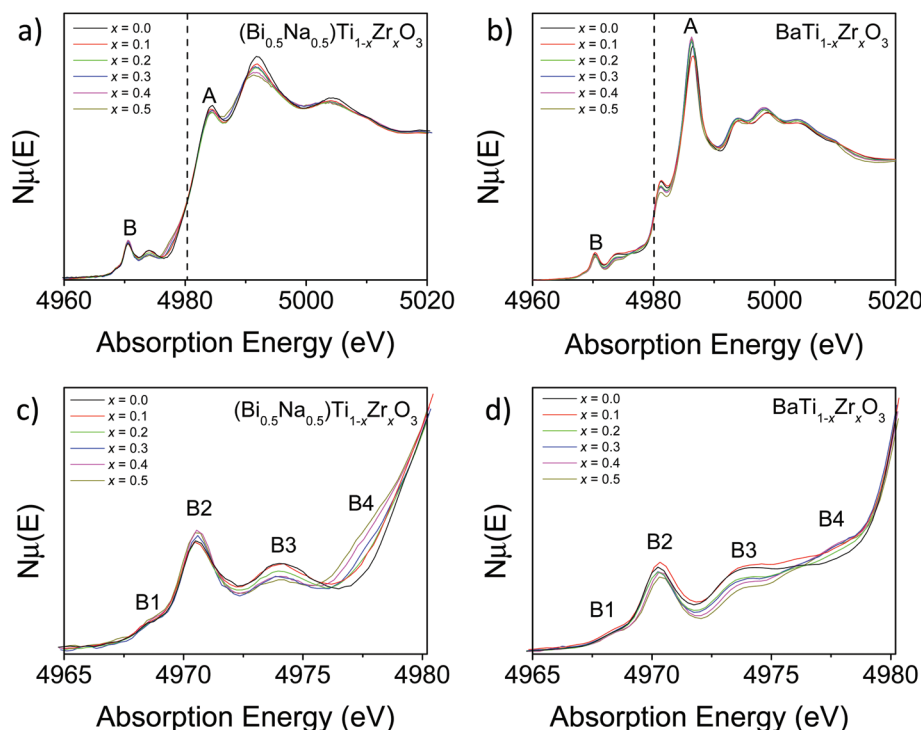 a)
x = 0.0
x = 0.1
x = 0.2
x = 0.3
x = 0.4
x = 0.5
(Bi0.5Na0.5)Ti1-xZrxO3
A
B
Nμ(E)
4960 4980 5000 5020
Absorption Energy (eV)
b)
x = 0.0
x = 0.1
x = 0.2
x = 0.3
x = 0.4
x = 0.5
BaTi1-xZrxO3
A
B
Nμ(E)
4960 4980 5000 5020
Absorption Energy (eV)
c)
x = 0.0
x = 0.1
x = 0.2
x = 0.3
x = 0.4
x = 0.5
(Bi0.5Na0.5)Ti1-xZrxO3
B1
B2
B3
B4
Nμ(E)
4965 4970 4975 4980
Absorption Energy (eV)
d)
x = 0.0
x = 0.1
x = 0.2
x = 0.3
x = 0.4
x = 0.5
BaTi1-xZrxO3
B1
B2
B3
B4
Nμ(E)
4965 4970 4975 4980
Absorption Energy (eV)